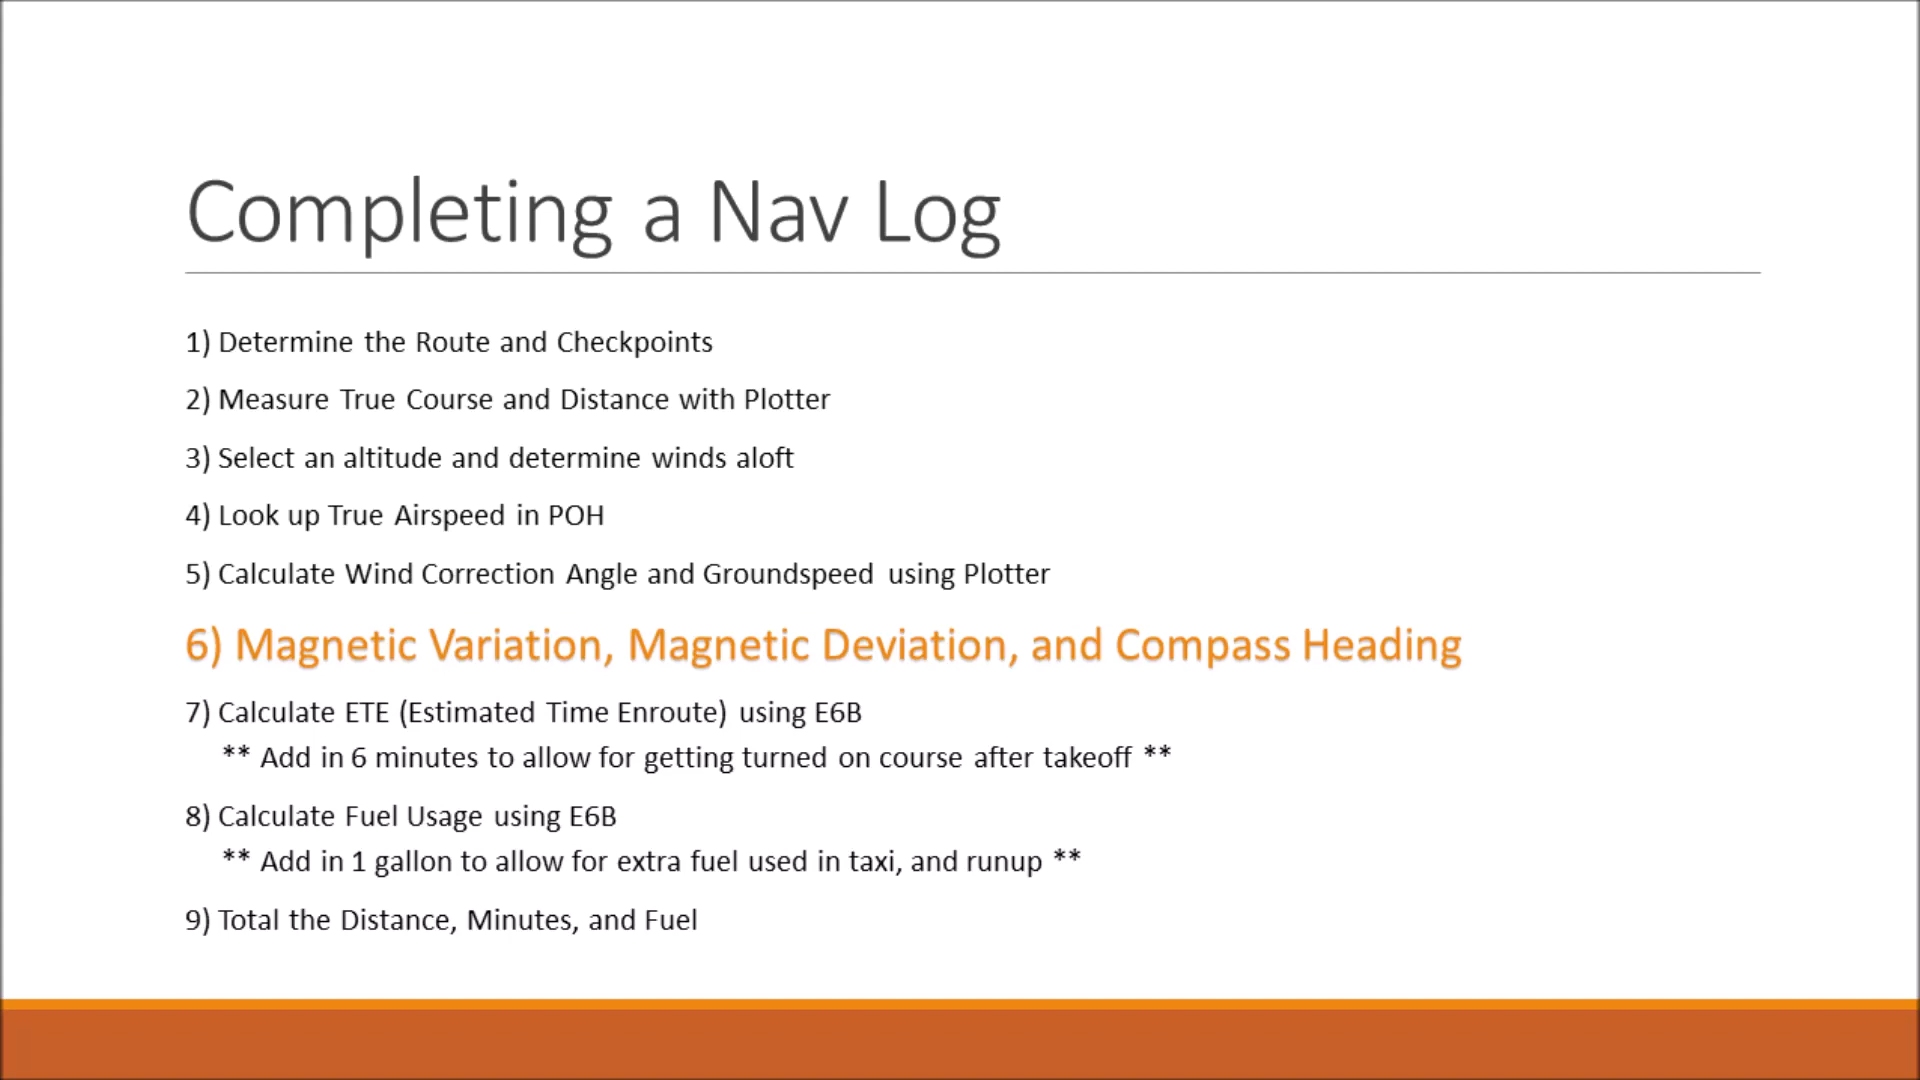 Completing a Nav Log
1) Determine the Route and Checkpoints
2) Measure True Course and Distance with Plotter
3) Select an altitude and determine winds aloft
4) Look up True Airspeed in POH
5) Calculate Wind Correction Angle and Groundspeed using Plotter
6) Magnetic Variation, Magnetic Deviation, and Compass Heading
7) Calculate ETE (Estimated Time Enroute) using E6B
** Add in 6 minutes to allow for getting turned on course after takeoff **
8) Calculate Fuel Usage using E6B
** Add in 1 gallon to allow for extra fuel used in taxi, and runup **
9) Total the Distance, Minutes, and Fuel